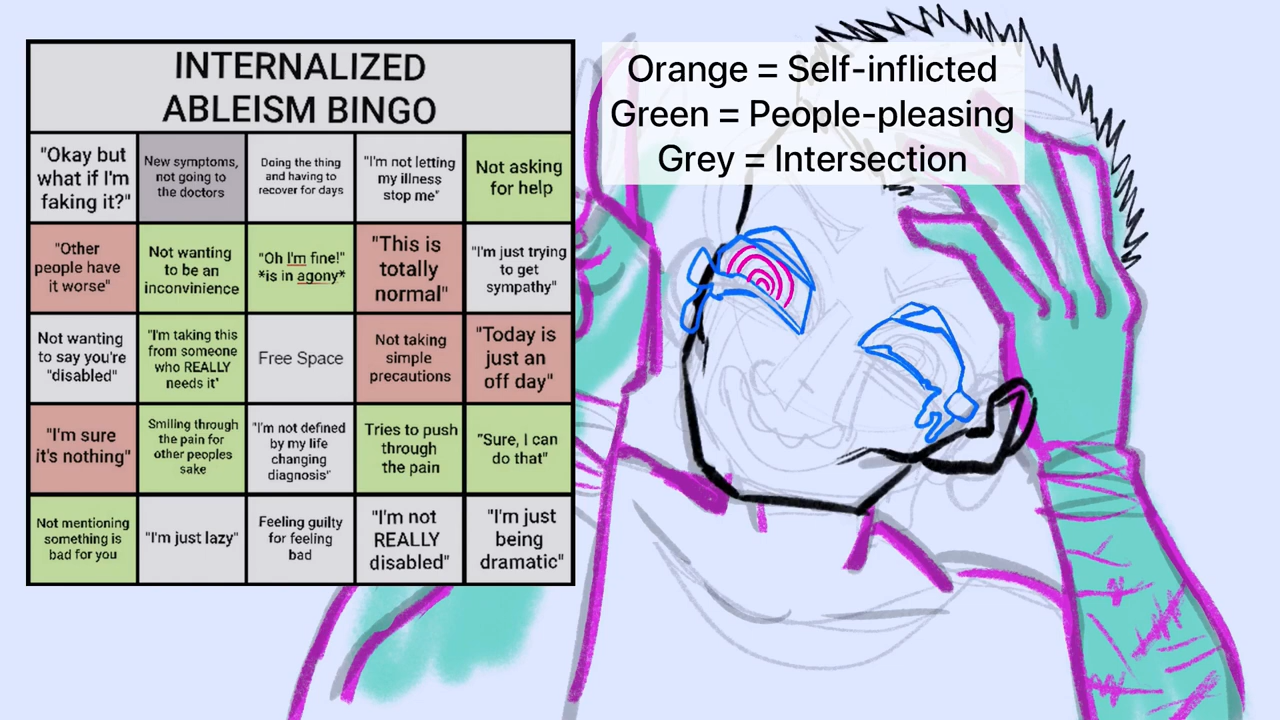 INTERNALIZED
ABLEISM BINGO
"Okay but
what if I'm
faking it?"
New symptoms,
not going to
the doctors
Doing the thing
and having to
recover for days
"I'm not letting
my illness
stop me"
Not asking
for help
"Other
people have
it worse"
Not wanting
to be an
inconvinience
"Oh I'm fine!"
*is in agony*
"This is
totally
normal"
"I'm just trying
to get
sympathy"
Not wanting
to say you're
"disabled"
"I'm taking this
from someone
who REALLY
needs it"
Free Space
Not taking
simple
precautions
"Today is
just an
off day"
"I'm sure
it's nothing"
Smiling through
the pain for
other peoples
sake
"I'm not defined
by my life
changing
diagnosis"
Tries to push
through
the pain
"Sure, I can
do that"
Not mentioning
something is
bad for you
"I'm just lazy"
Feeling guilty
for feeling
bad
"I'm not
REALLY
disabled"
"I'm just
being
dramatic"
Orange = Self-inflicted
Green = People-pleasing
Grey = Intersection